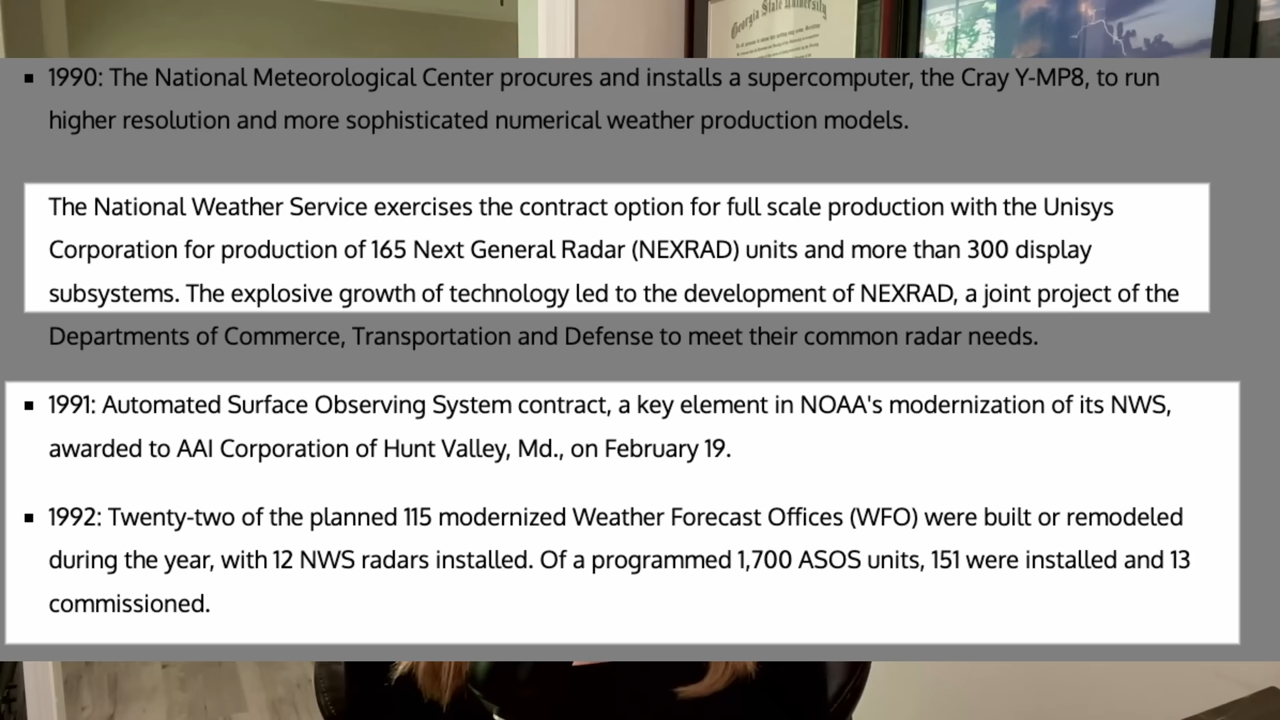 Georgia State University
▪ 1990: The National Meteorological Center procures and installs a supercomputer, the Cray Y-MP8, to run
higher resolution and more sophisticated numerical weather production models.
The National Weather Service exercises the contract option for full scale production with the Unisys
Corporation for production of 165 Next General Radar (NEXRAD) units and more than 300 display
subsystems. The explosive growth of technology led to the development of NEXRAD, a joint project of the
Departments of Commerce, Transportation and Defense to meet their common radar needs.
▪ 1991: Automated Surface Observing System contract, a key element in NOAA's modernization of its NWS,
awarded to AAI Corporation of Hunt Valley, Md., on February 19.
▪ 1992: Twenty-two of the planned 115 modernized Weather Forecast Offices (WFO) were built or remodeled
during the year, with 12 NWS radars installed. Of a programmed 1,700 ASOS units, 151 were installed and 13
commissioned.